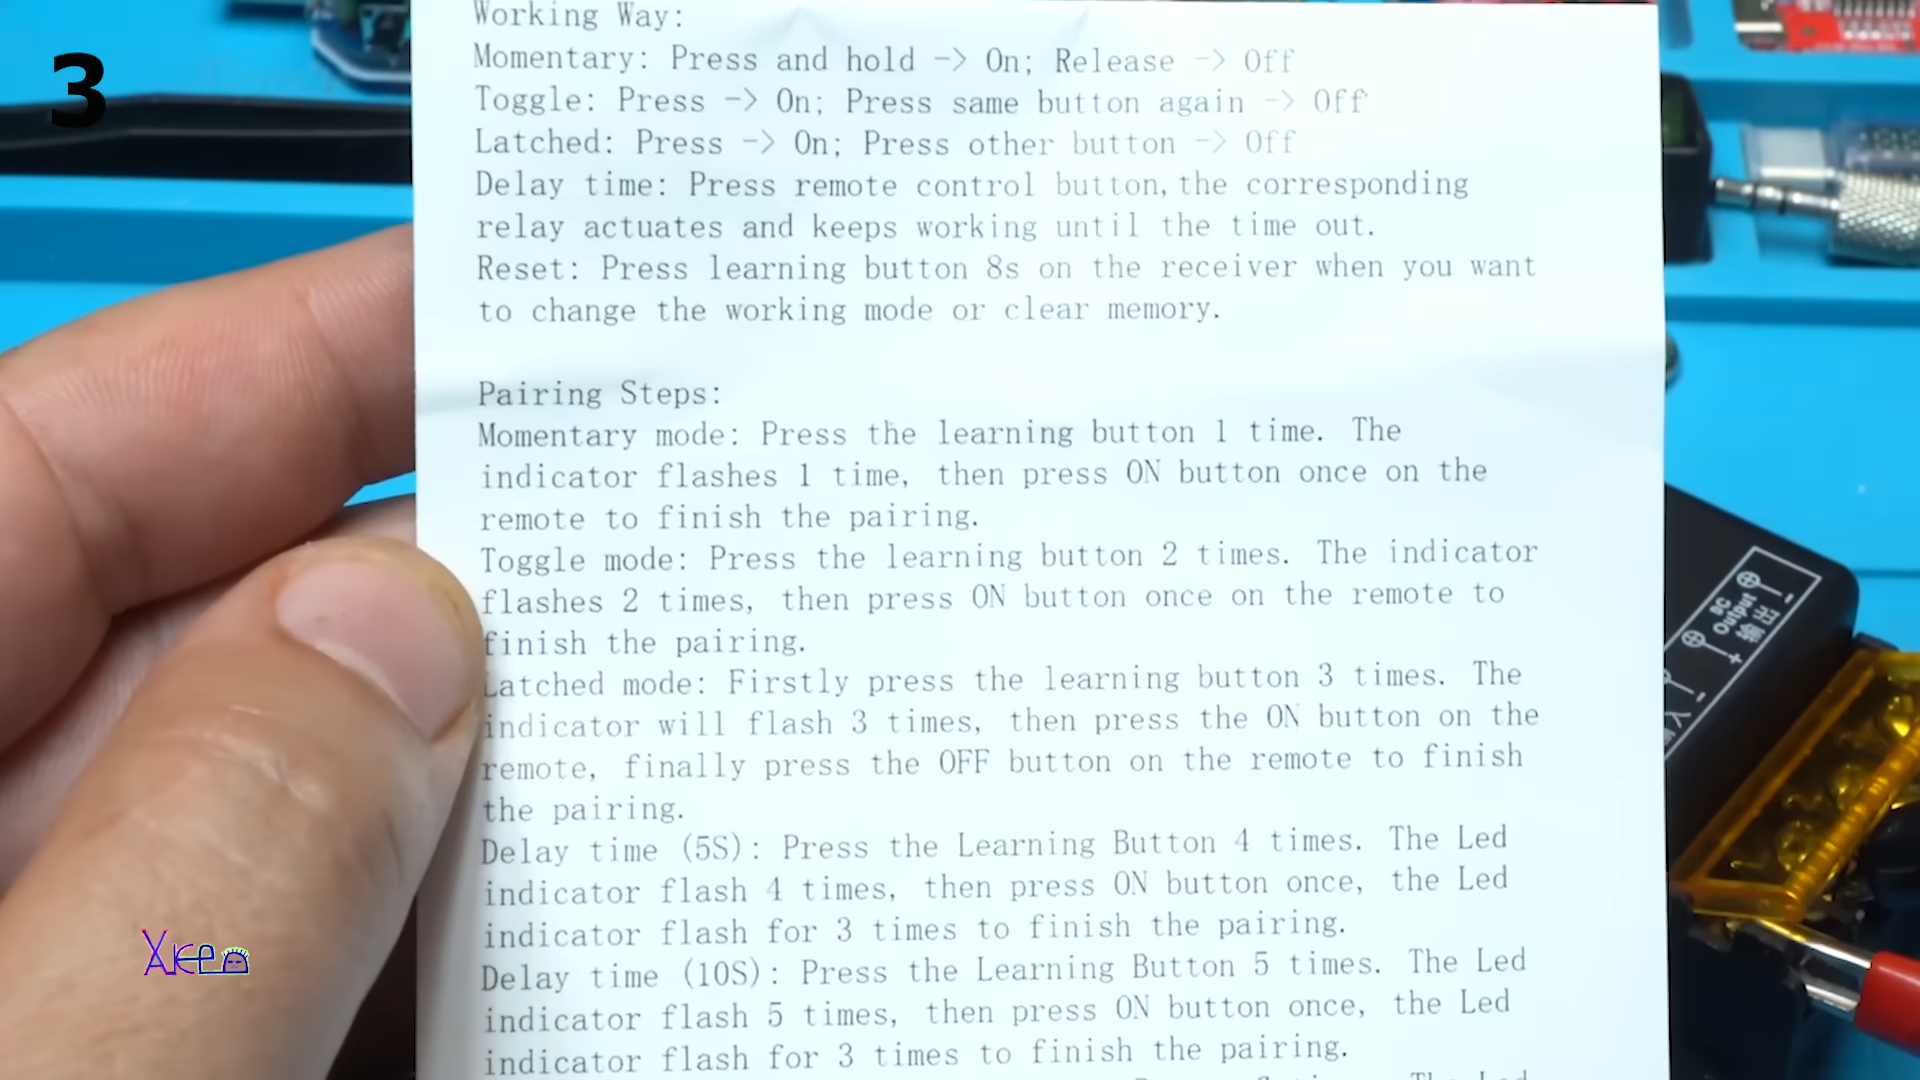 3
Working Way:
Momentary: Press and hold -> On; Release -> Off
Toggle: Press -> On; Press same button again -> Off
Latched: Press -> On; Press other button -> Off
Delay time: Press remote control button, the corresponding
relay actuates and keeps working until the time out.
Reset: Press learning button 8s on the receiver when you want
to change the working mode or clear memory.
Pairing Steps:
Momentary mode: Press the learning button 1 time. The
indicator flashes 1 time, then press ON button once on the
remote to finish the pairing.
Toggle mode: Press the learning button 2 times. The indicator
flashes 2 times, then press ON button once on the remote to
finish the pairing.
Latched mode: Firstly press the learning button 3 times. The
indicator will flash 3 times, then press the ON button on the
remote, finally press the OFF button on the remote to finish
the pairing.
Delay time (5S): Press the Learning Button 4 times. The Led
indicator flash 4 times, then press ON button once, the Led
indicator flash for 3 times to finish the pairing.
Delay time (10S): Press the Learning Button 5 times. The Led
indicator flash 5 times, then press ON button once, the Led
indicator flash for 3 times to finish the pairing.
DC
Output
输出
+ -